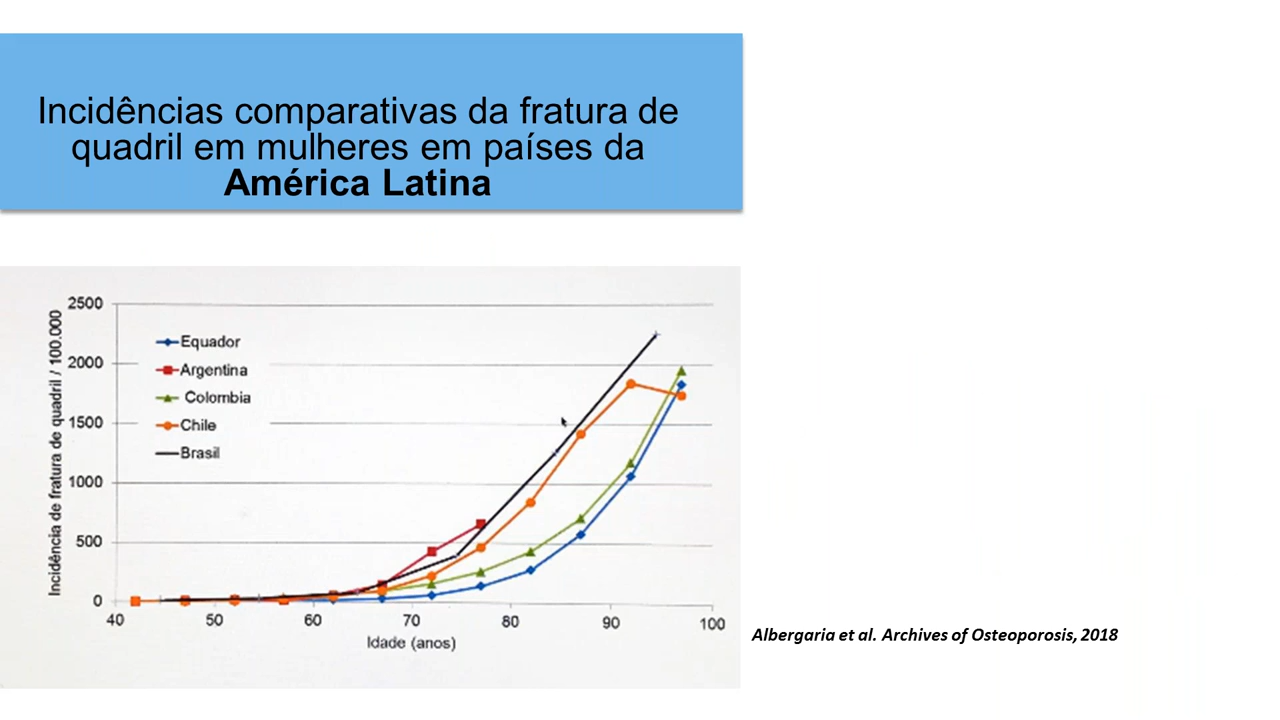 Incidências comparativas da fratura de
quadril em mulheres em países da
América Latina
Incidência de fratura de quadril / 100.000
2500
2000
1500
1000
500
0
Equador
Argentina
Colombia
Chile
Brasil
40 50 60 70 80 90 100
Idade (anos)
Albergaria et al. Archives of Osteoporosis, 2018